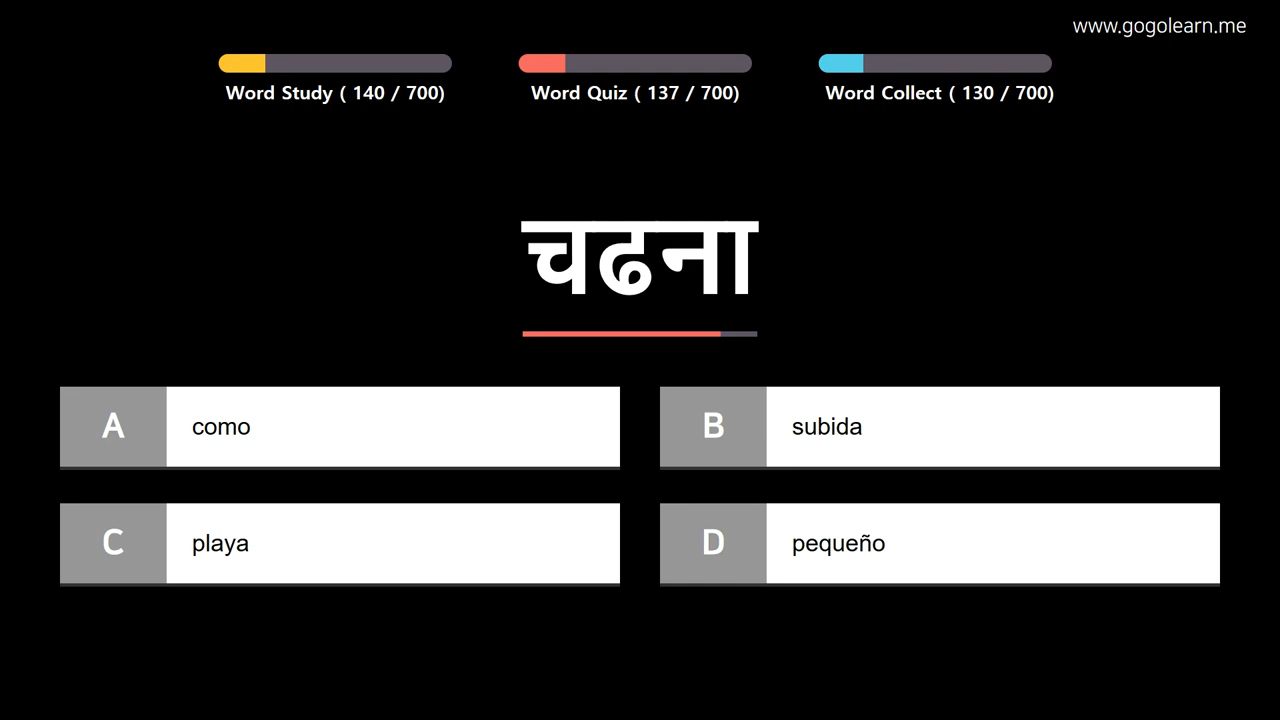 www.gogolearn.me
Word Study ( 140 / 700)
Word Quiz ( 137 / 700)
Word Collect ( 130 / 700)
चढना
A como
B subida
C playa
D pequeño